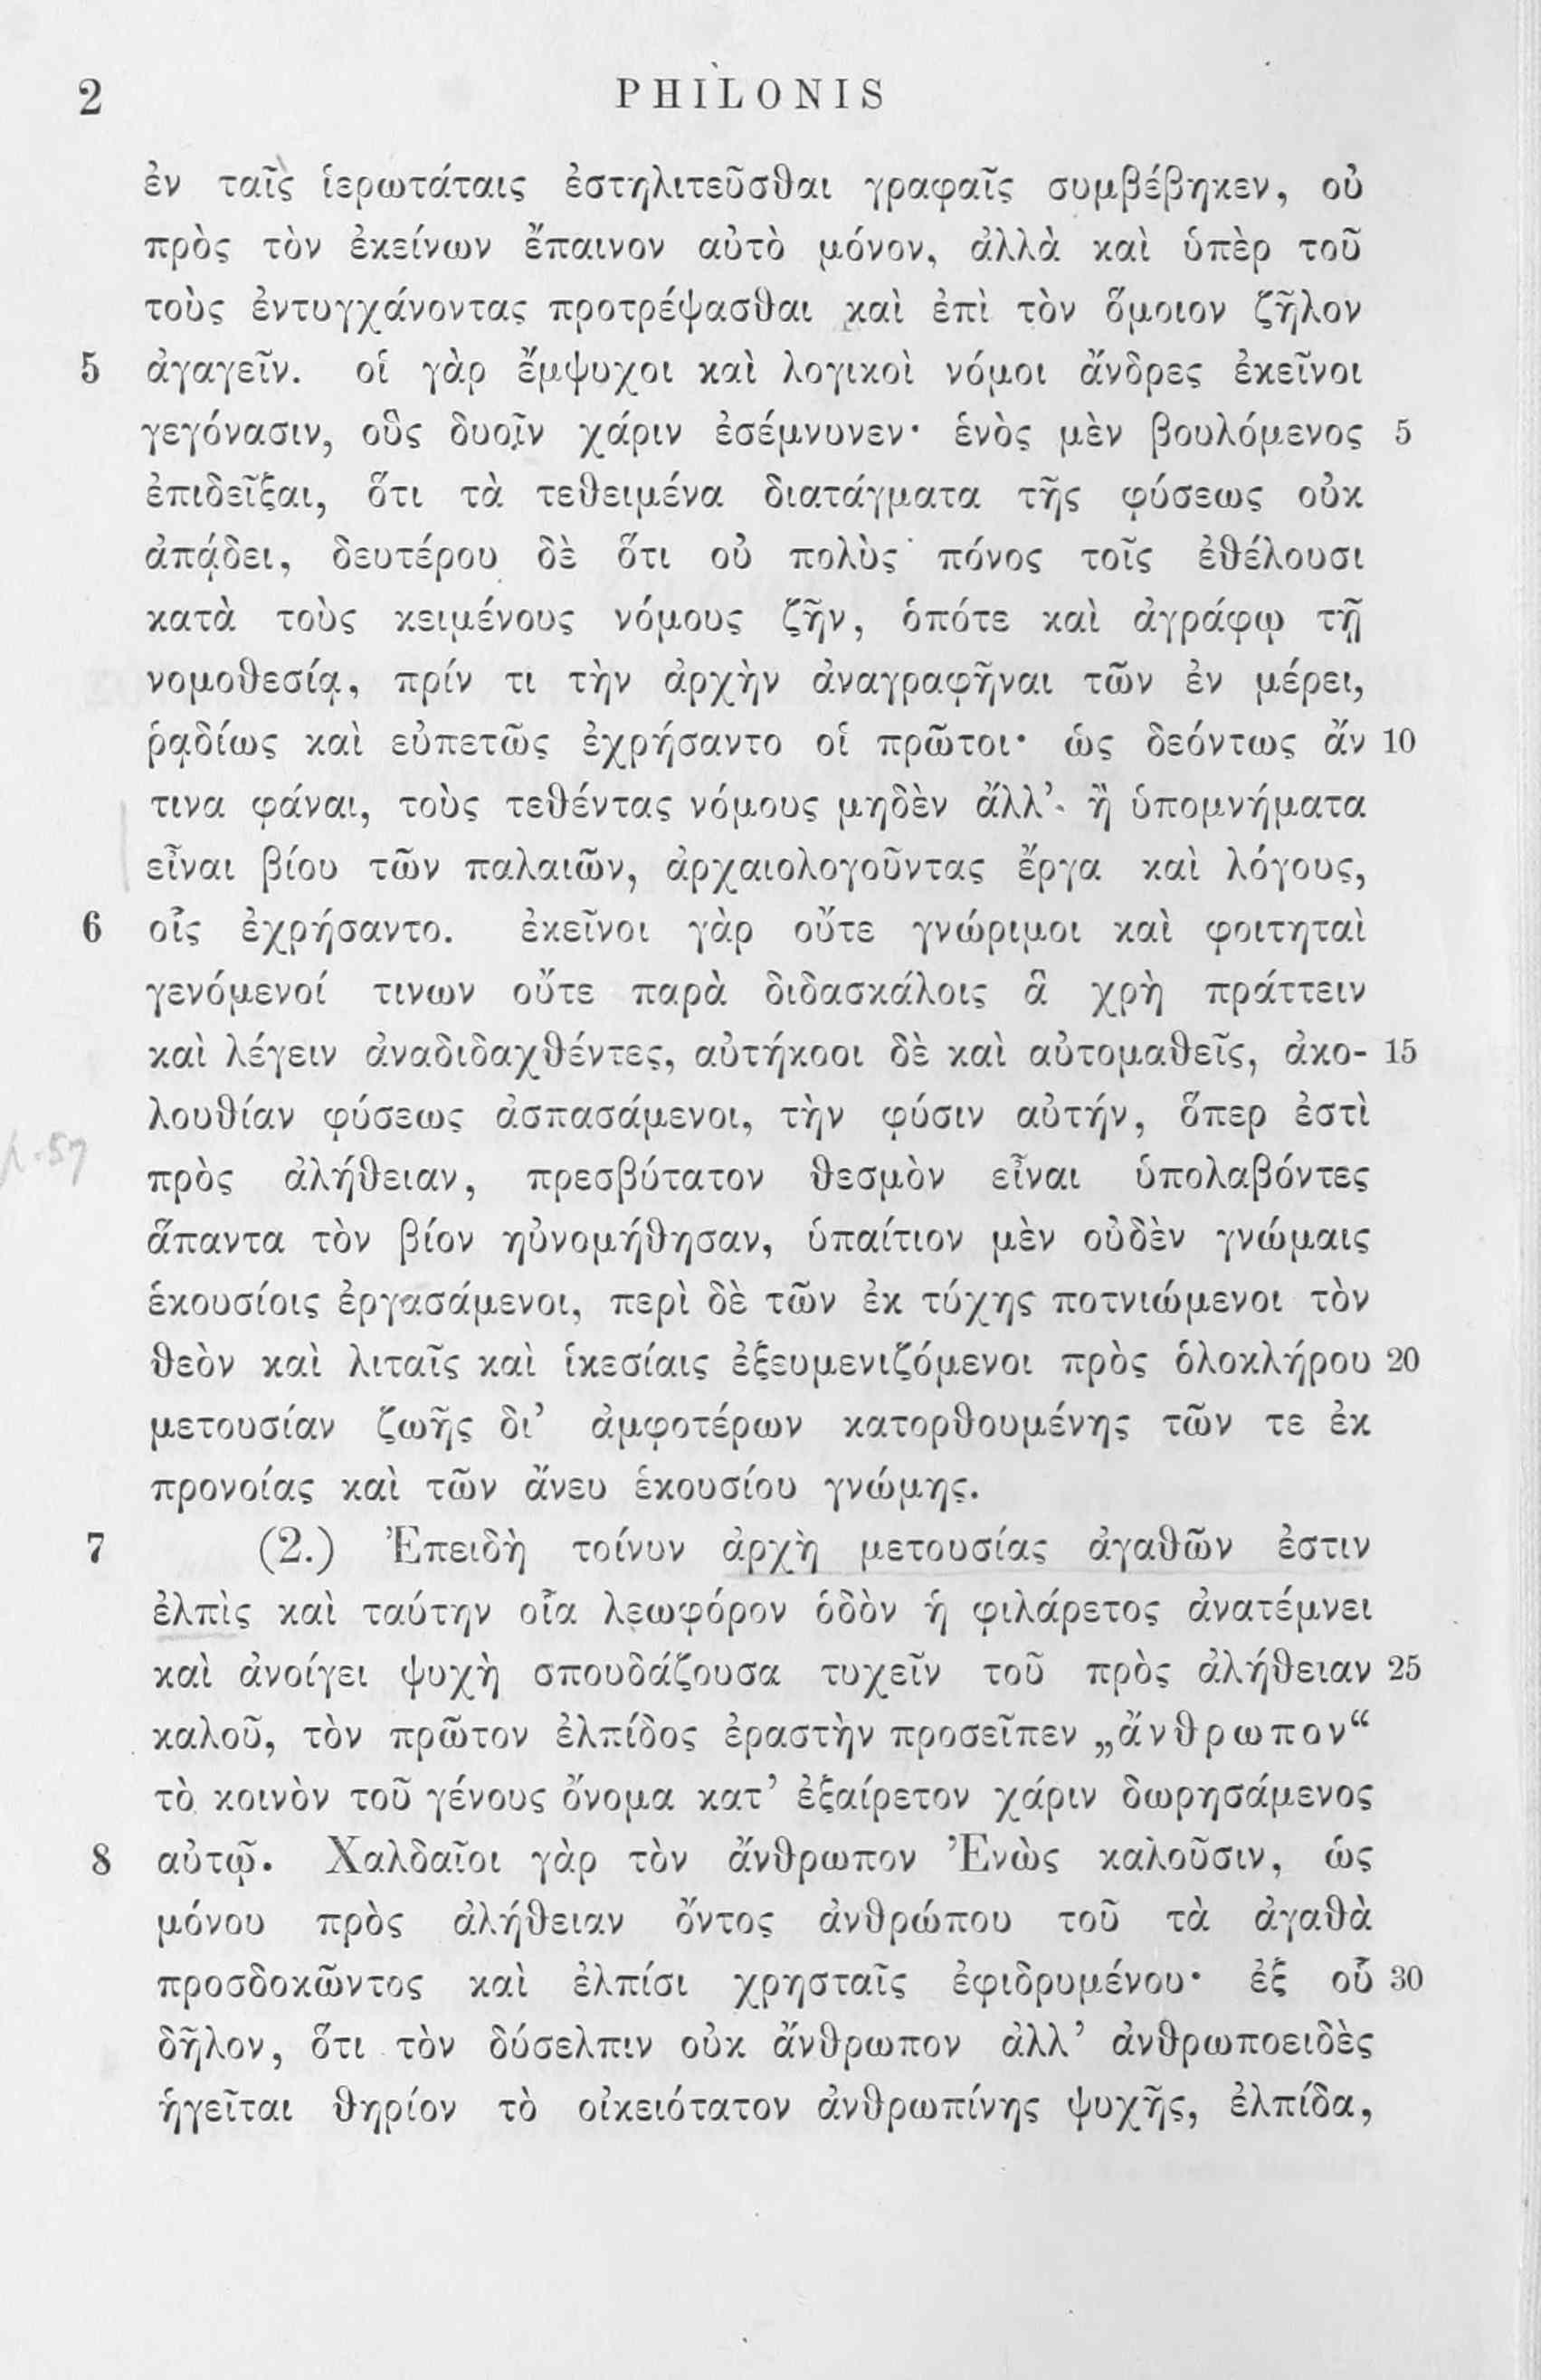 2 PHILONIS
ἐν ταῖς ἱερωτάταις ἐστηλιτεῦσθαι γραφαῖς συμβέβηκεν, οὐ
πρὸς τὸν ἐκείνων ἔπαινον αὐτὸ μόνον, ἀλλὰ καὶ ὑπὲρ τοῦ
τοὺς ἐντυγχάνοντας προτρέψασθαι καὶ ἐπὶ τὸν ὅμοιον ζῆλον
5 ἀγαγεῖν. οἱ γὰρ ἔμψυχοι καὶ λογικοὶ νόμοι ἄνδρες ἐκεῖνοι
γεγόνασιν, οὓς δυοῖν χάριν ἐσέμνυνεν· ἑνὸς μὲν βουλόμενος 5
ἐπιδεῖξαι, ὅτι τὰ τεθειμένα διατάγματα τῆς φύσεως οὐκ
ἀπᾴδει, δευτέρου δὲ ὅτι οὐ πολὺς πόνος τοῖς ἐθέλουσι
κατὰ τοὺς κειμένους νόμους ζῆν, ὁπότε καὶ ἀγράφῳ τῇ
νομοθεσίᾳ, πρίν τι τὴν ἀρχὴν ἀναγραφῆναι τῶν ἐν μέρει,
ῥᾳδίως καὶ εὐπετῶς ἐχρήσαντο οἱ πρῶτοι· ὡς δεόντως ἄν 10
τινα φάναι, τοὺς τεθέντας νόμους μηδὲν ἄλλ’ ἢ ὑπομνήματα
εἶναι βίου τῶν παλαιῶν, ἀρχαιολογοῦντας ἔργα καὶ λόγους,
6 οἷς ἐχρήσαντο. ἐκεῖνοι γὰρ οὔτε γνώριμοι καὶ φοιτηταὶ
γενόμενοί τινων οὔτε παρὰ διδασκάλοις ἃ χρὴ πράττειν
καὶ λέγειν ἀναδιδαχθέντες, αὐτήκοοι δὲ καὶ αὐτομαθεῖς, ἀκο- 15
λουθίαν φύσεως ἀσπασάμενοι, τὴν φύσιν αὐτήν, ὅπερ ἐστὶ
πρὸς ἀλήθειαν, πρεσβύτατον θεσμὸν εἶναι ὑπολαβόντες
ἅπαντα τὸν βίον ηὐνομήθησαν, ὑπαίτιον μὲν οὐδὲν γνώμαις
ἑκουσίοις ἐργασάμενοι, περὶ δὲ τῶν ἐκ τύχης ποτνιώμενοι τὸν
θεὸν καὶ λιταῖς καὶ ἱκεσίαις ἐξευμενιζόμενοι πρὸς ὁλοκλήρου 20
μετουσίαν ζωῆς δι’ ἀμφοτέρων κατορθουμένης τῶν τε ἐκ
προνοίας καὶ τῶν ἄνευ ἑκουσίου γνώμης.
7 (2.) Ἐπειδὴ τοίνυν ἀρχὴ μετουσίας ἀγαθῶν ἐστιν
ἐλπὶς καὶ ταύτην οἷα λεωφόρον ὁδὸν ἡ φιλάρετος ἀνατέμνει
καὶ ἀνοίγει ψυχὴ σπουδάζουσα τυχεῖν τοῦ πρὸς ἀλήθειαν 25
καλοῦ, τὸν πρῶτον ἐλπίδος ἐραστὴν προσεῖπεν „ἄνθρωπον“
τὸ κοινὸν τοῦ γένους ὄνομα κατ’ ἐξαίρετον χάριν δωρησάμενος
8 αὐτῷ. Χαλδαῖοι γὰρ τὸν ἄνθρωπον Ἐνὼς καλοῦσιν, ὡς
μόνου πρὸς ἀλήθειαν ὄντος ἀνθρώπου τοῦ τὰ ἀγαθὰ
προσδοκῶντος καὶ ἐλπίσι χρησταῖς ἐφιδρυμένου· ἐξ οὗ 30
δῆλον, ὅτι τὸν δύσελπιν οὐκ ἄνθρωπον ἀλλ’ ἀνθρωποειδὲς
ἡγεῖται θηρίον τὸ οἰκειότατον ἀνθρωπίνης ψυχῆς, ἐλπίδα,